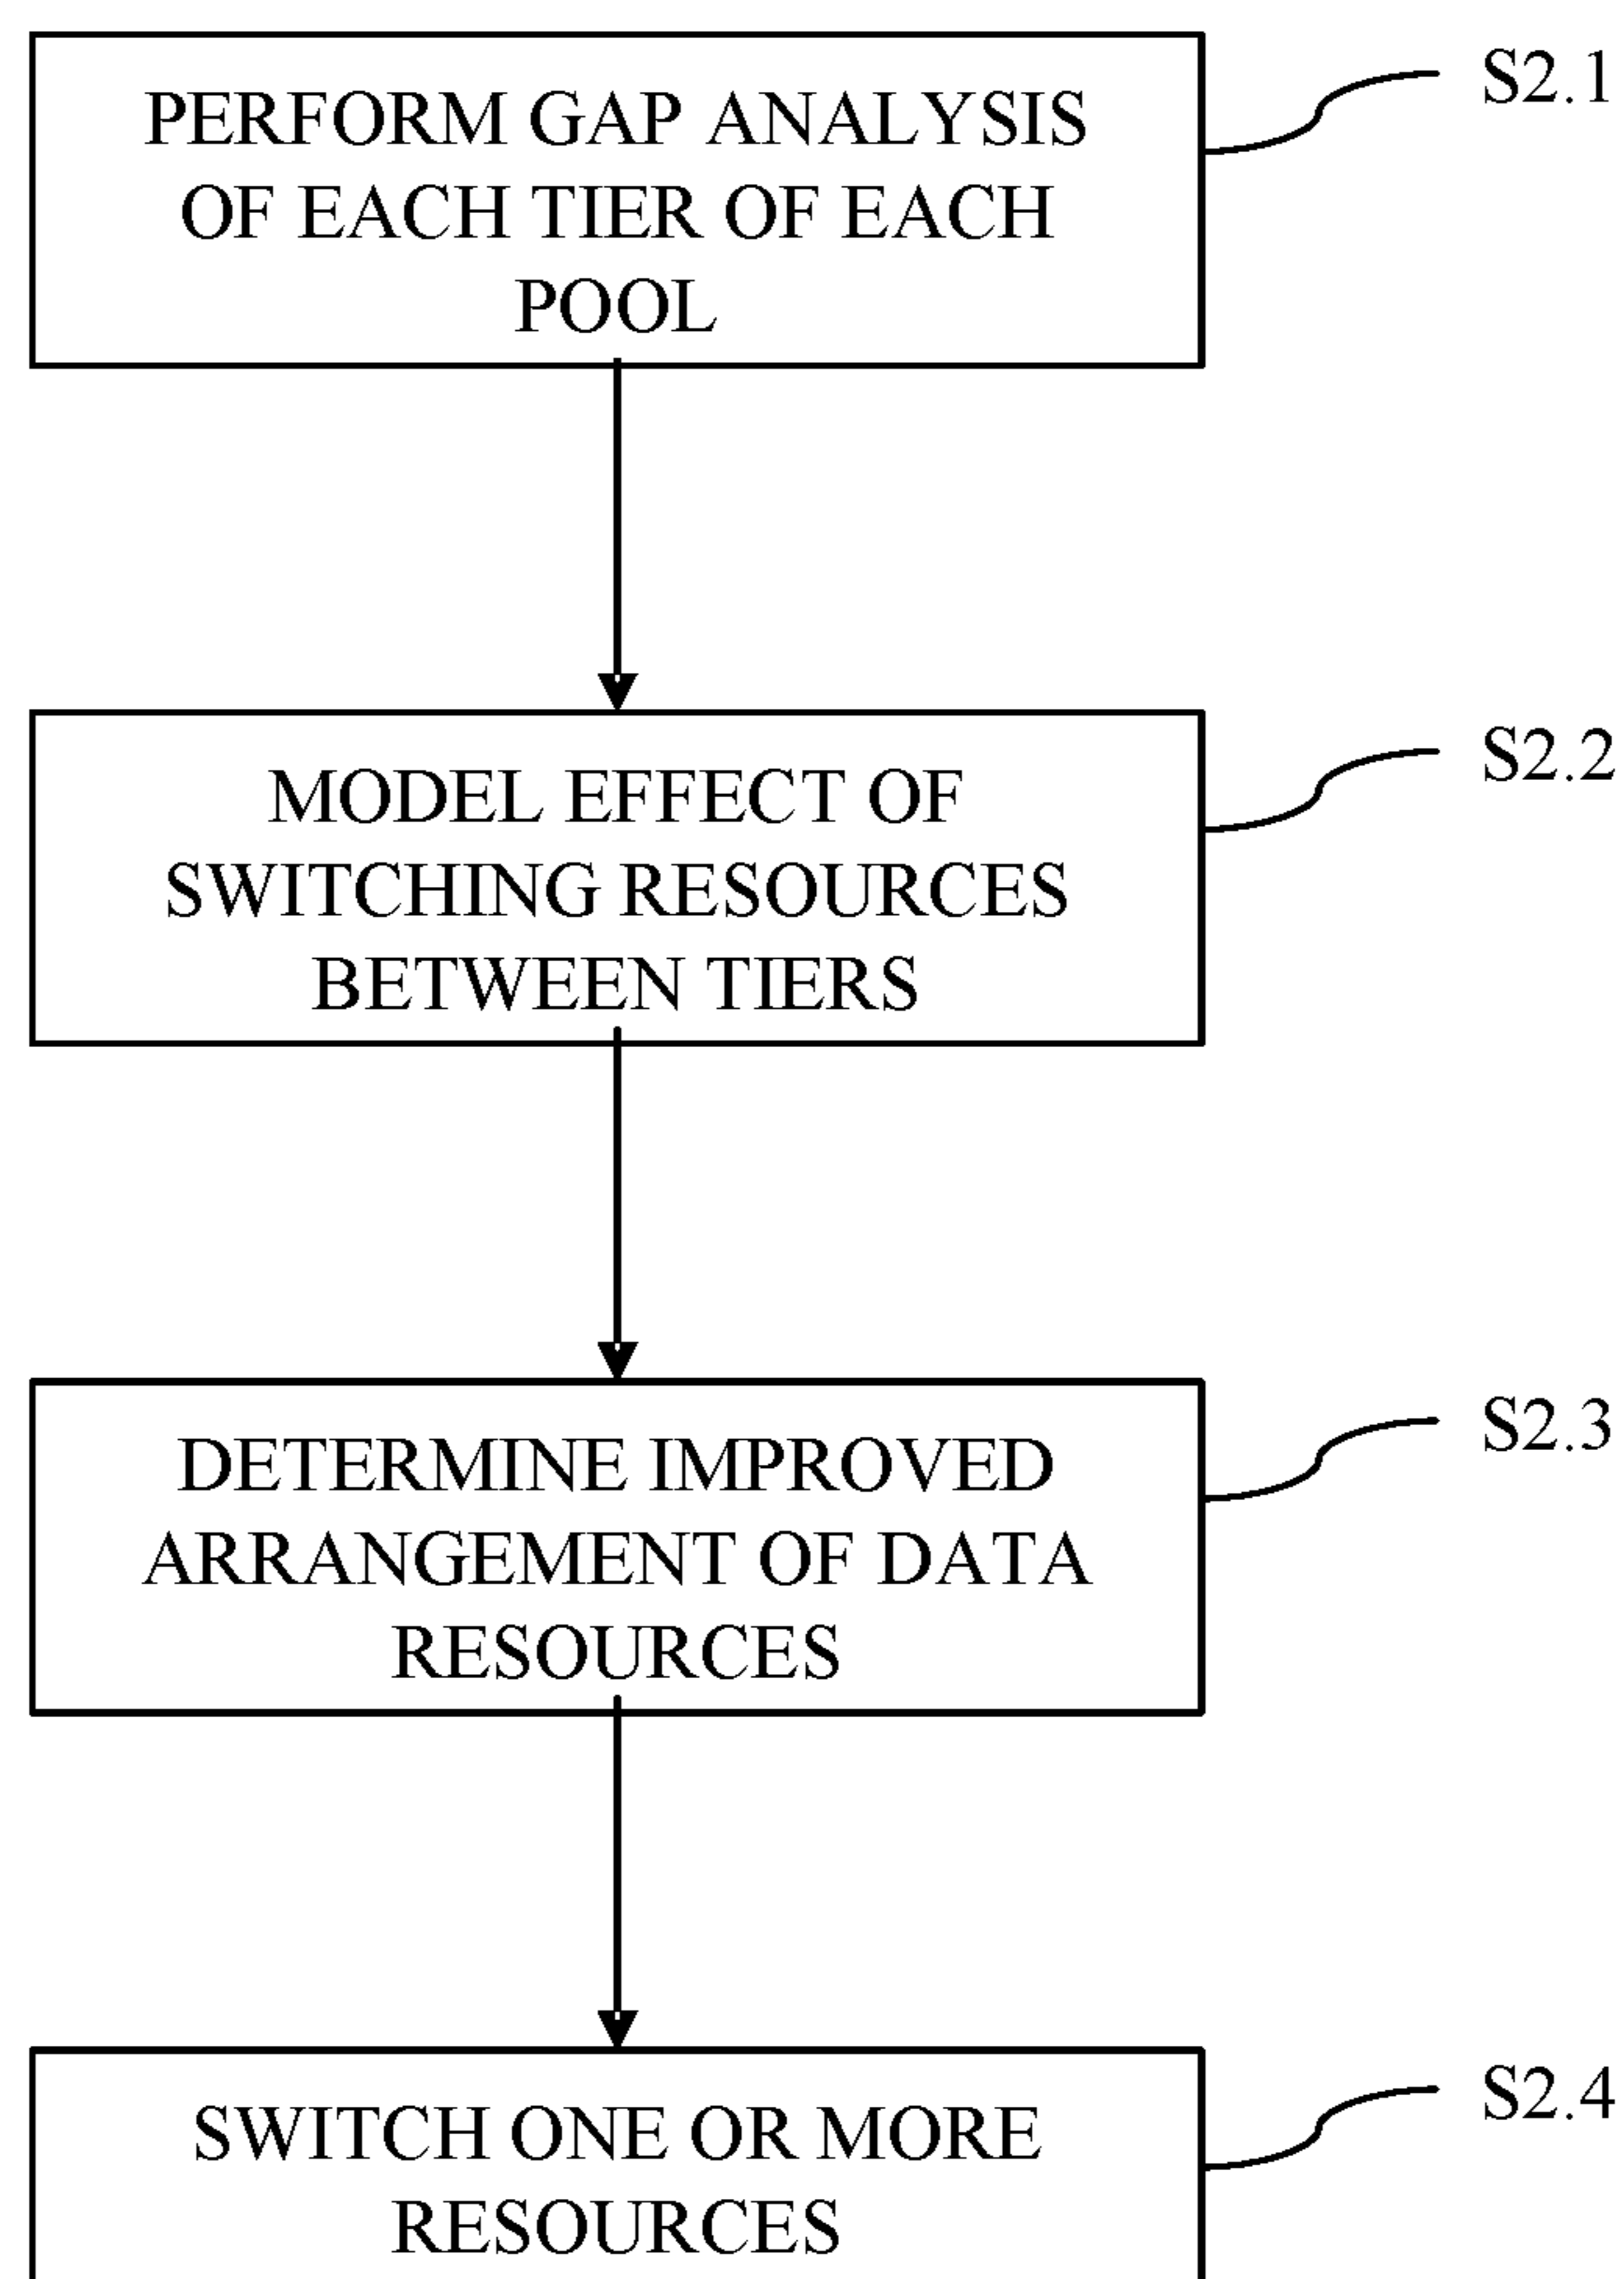 PERFORM GAP ANALYSIS
OF EACH TIER OF EACH
POOL
S2.1
MODEL EFFECT OF
SWITCHING RESOURCES
BETWEEN TIERS
S2.2
DETERMINE IMPROVED
ARRANGEMENT OF DATA
RESOURCES
S2.3
SWITCH ONE OR MORE
RESOURCES
S2.4